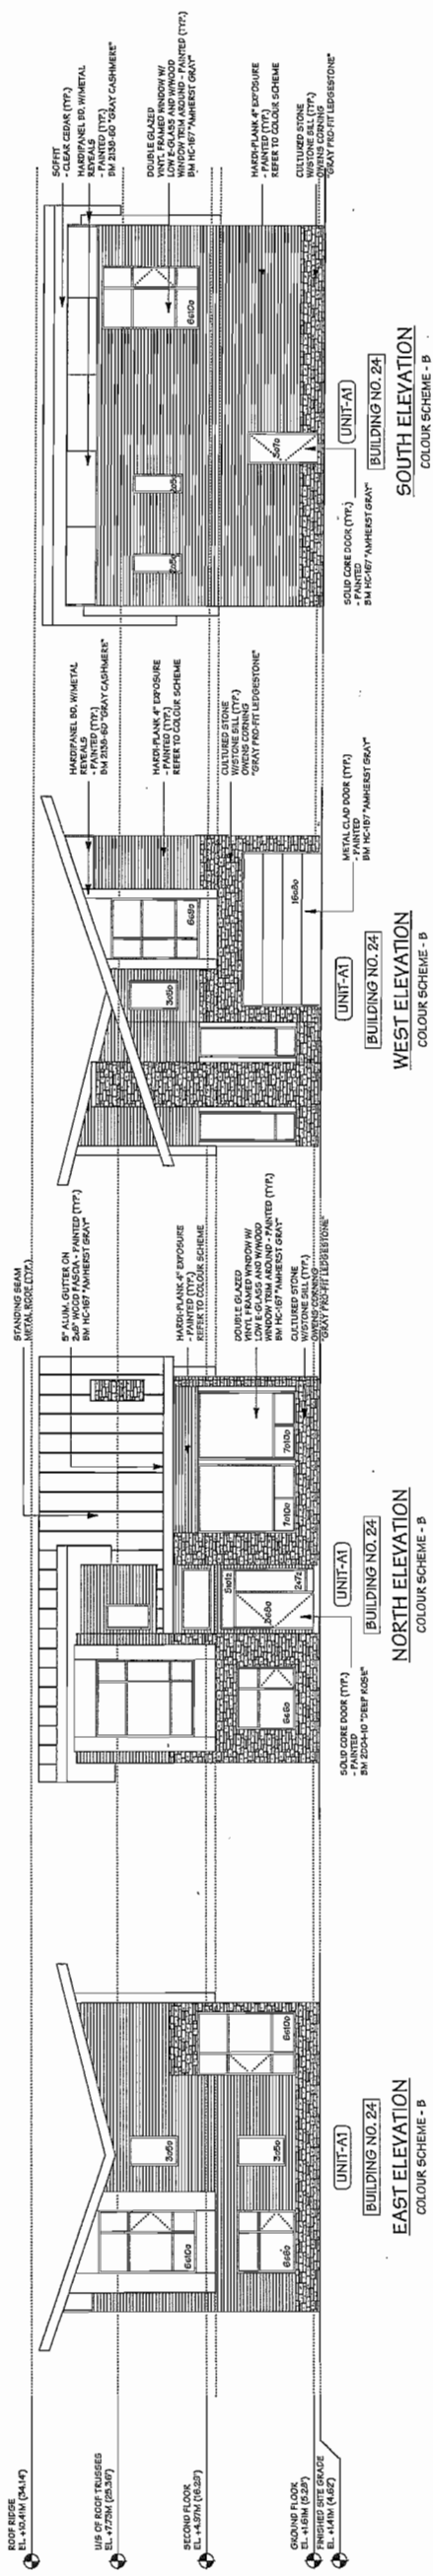 ROOF RIDGE
EL. +10.41M (34.14')
U/S OF ROOF TRUSSES
EL. +7.73M (25.36')
SECOND FLOOR
EL. +4.97M (16.29')
GROUND FLOOR
EL. +1.61M (5.28')
FINISHED SITE GRADE
EL. +1.41M (4.62')
6610o
3o5o
6o8o
3o5o
6o10o
UNIT-A1
BUILDING NO. 24
EAST ELEVATION
COLOUR SCHEME - B
STANDING SEAM
METAL ROOF (TYP.)
5" ALUM. GUTTER ON
2x8" WOOD FASCIA - PAINTED (TYP.)
BM HC-167 "AMHERST GRAY"
HARDI-PLANK 4" EXPOSURE
- PAINTED (TYP.)
REFER TO COLOUR SCHEME
DOUBLE GLAZED
VINYL FRAMED WINDOW W/
LOW E-GLASS AND W/WOOD
WINDOW TRIM AROUND - PAINTED (TYP.)
BM HC-167 "AMHERST GRAY"
CULTURED STONE
W/STONE SILL (TYP.)
OWENS CORNING
"GRAY PRO-FIT LEDGESTONE"
7o10o
7o10o
SOLID CORE DOOR (TYP.)
- PAINTED
BM 2004-10 "DEEP ROSE"
UNIT-A1
BUILDING NO. 24
NORTH ELEVATION
COLOUR SCHEME - B
HARDIPANEL BD. W/METAL
REVEALS
- PAINTED (TYP.)
BM 2138-60 "GRAY CASHMERE"
HARDI-PLANK 4" EXPOSURE
- PAINTED (TYP.)
REFER TO COLOUR SCHEME
CULTURED STONE
W/STONE SILL (TYP.)
OWENS CORNING
"GRAY PRO-FIT LEDGESTONE"
3o5o
16o8o
METAL CLAD DOOR (TYP.)
- PAINTED
BM HC-167 "AMHERST GRAY"
UNIT-A1
BUILDING NO. 24
WEST ELEVATION
COLOUR SCHEME - B
SOFFIT
- CLEAR CEDAR (TYP.)
HARDIPANEL BD. W/METAL
REVEALS
- PAINTED (TYP.)
BM 2138-60 "GRAY CASHMERE"
DOUBLE GLAZED
VINYL FRAMED WINDOW W/
LOW E-GLASS AND W/WOOD
WINDOW TRIM AROUND - PAINTED (TYP.)
BM HC-167 "AMHERST GRAY"
HARDI-PLANK 4" EXPOSURE
- PAINTED (TYP.)
REFER TO COLOUR SCHEME
CULTURED STONE
W/STONE SILL (TYP.)
OWENS CORNING
"GRAY PRO-FIT LEDGESTONE"
SOLID CORE DOOR (TYP.)
- PAINTED
BM HC-167 "AMHERST GRAY"
UNIT-A1
BUILDING NO. 24
SOUTH ELEVATION
COLOUR SCHEME - B